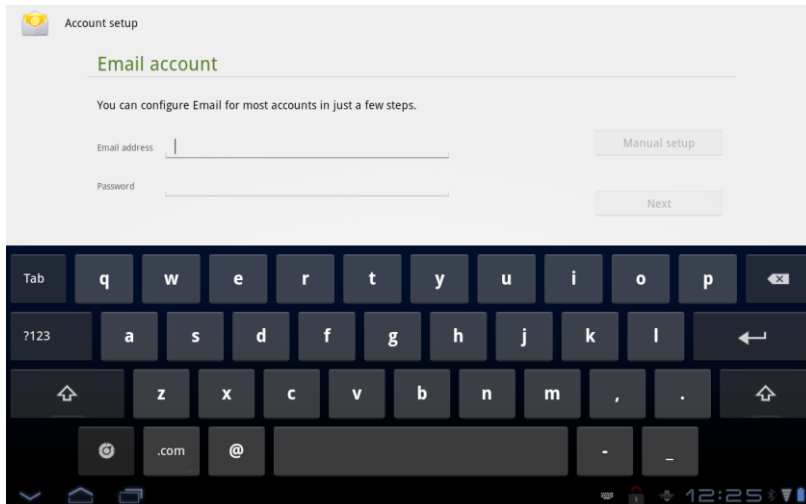 Account setup
Email account
You can configure Email for most accounts in just a few steps.
Email address
Manual setup
Password
Next
Tab q w e r t y u i o p
?123 a s d f g h j k l
z x c v b n m , .
.com @ - _
12:25